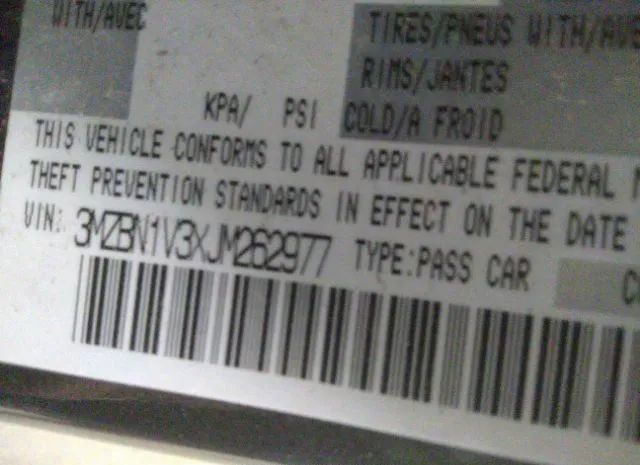 WITH/AVEC
TIRES/PNEUS WITH/AVE
RIMS/JANTES
KPA/ PSI COLD/A FROID
THIS VEHICLE CONFORMS TO ALL APPLICABLE FEDERAL M
THEFT PREVENTION STANDARDS IN EFFECT ON THE DATE
VIN: 3MZBN1V3XJM262977 TYPE:PASS CAR